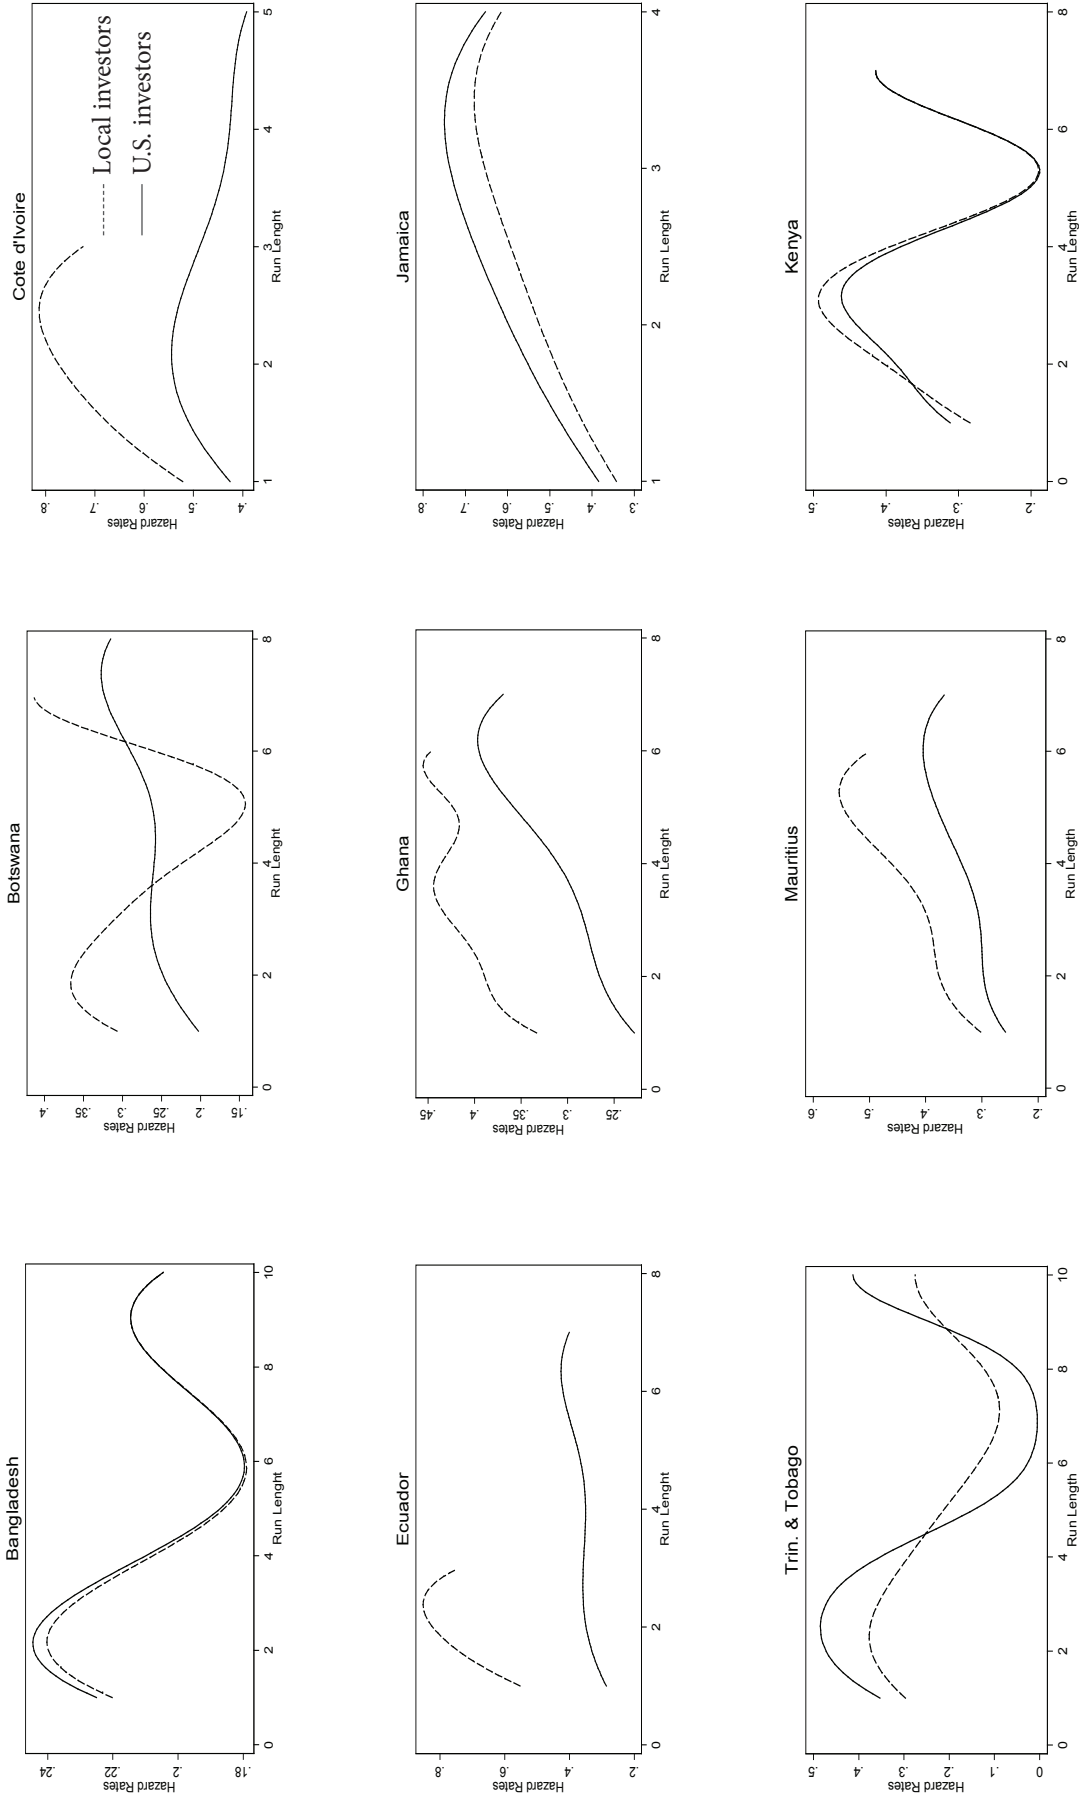 Bangladesh
Hazard Rates
.24
.22
.2
.18
0 2 4 6 8 10
Run Lenght
Botswana
Hazard Rates
.4
.35
.3
.25
.2
.15
0 2 4 6 8
Run Lenght
Cote d'Ivoire
Hazard Rates
.8
.7
.6
.5
.4
Local investors
U.S. investors
1 2 3 4 5
Run Lenght
Ecuador
Hazard Rates
.8
.6
.4
.2
0 2 4 6 8
Run Lenght
Ghana
Hazard Rates
.45
.4
.35
.3
.25
0 2 4 6 8
Run Lenght
Jamaica
Hazard Rates
.8
.7
.6
.5
.4
.3
1 2 3 4
Run Lenght
Trin. & Tobago
Hazard Rates
.5
.4
.3
.2
.1
0
0 2 4 6 8 10
Run Length
Mauritius
Hazard Rates
.6
.5
.4
.3
.2
0 2 4 6 8
Run Length
Kenya
Hazard Rates
.5
.4
.3
.2
0 2 4 6 8
Run Length